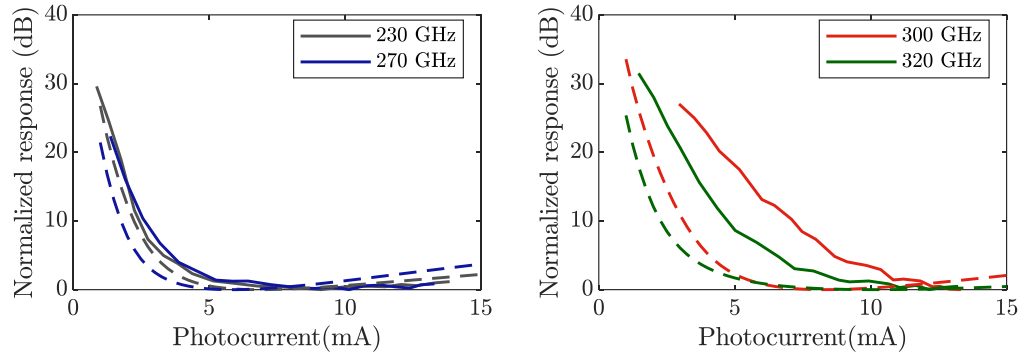 Normalized response (dB)
40
30
20
10
0
0 5 10 15
Photocurrent(mA)
230 GHz
270 GHz
Normalized response (dB)
40
30
20
10
0
0 5 10 15
Photocurrent(mA)
300 GHz
320 GHz